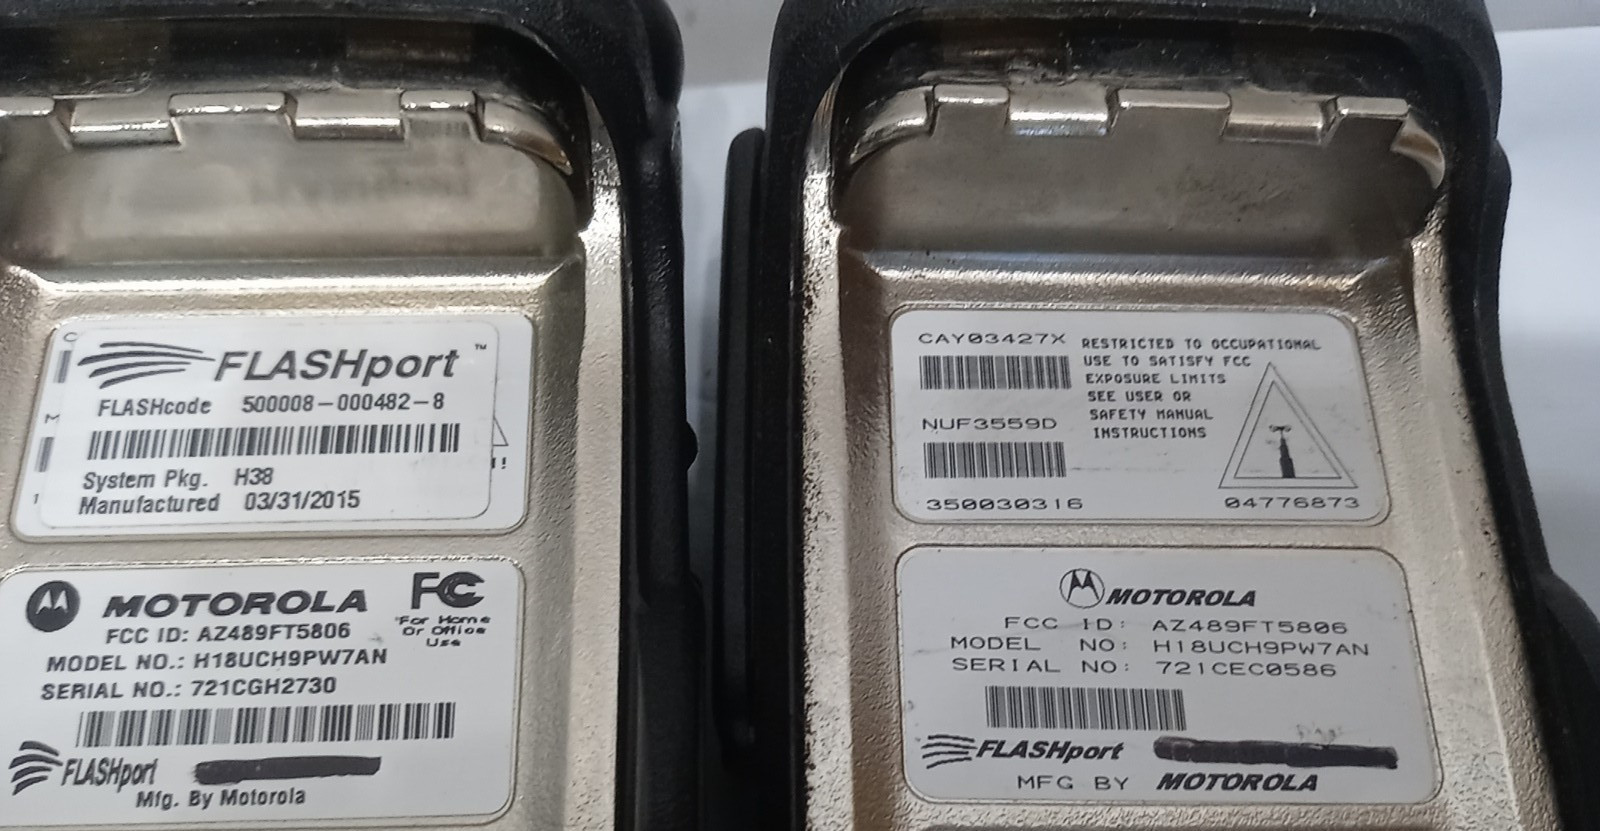 FLASHport™
FLASHcode 500008-000482-8
System Pkg. H38
Manufactured 03/31/2015
MOTOROLA
FC
FCC ID: AZ489FT5806
"For Home
Or Office
Use
MODEL NO.: H18UCH9PW7AN
SERIAL NO.: 721CGH2730
FLASHport
Mfg. By Motorola
CAY03427X
NUF3559D
350030316
RESTRICTED TO OCCUPATIONAL
USE TO SATISFY FCC
EXPOSURE LIMITS
SEE USER OR
SAFETY MANUAL
INSTRUCTIONS
04776873
MOTOROLA
FCC ID: AZ489FT5806
MODEL NO: H18UCH9PW7AN
SERIAL NO: 721CEC0586
FLASHport
MFG BY MOTOROLA